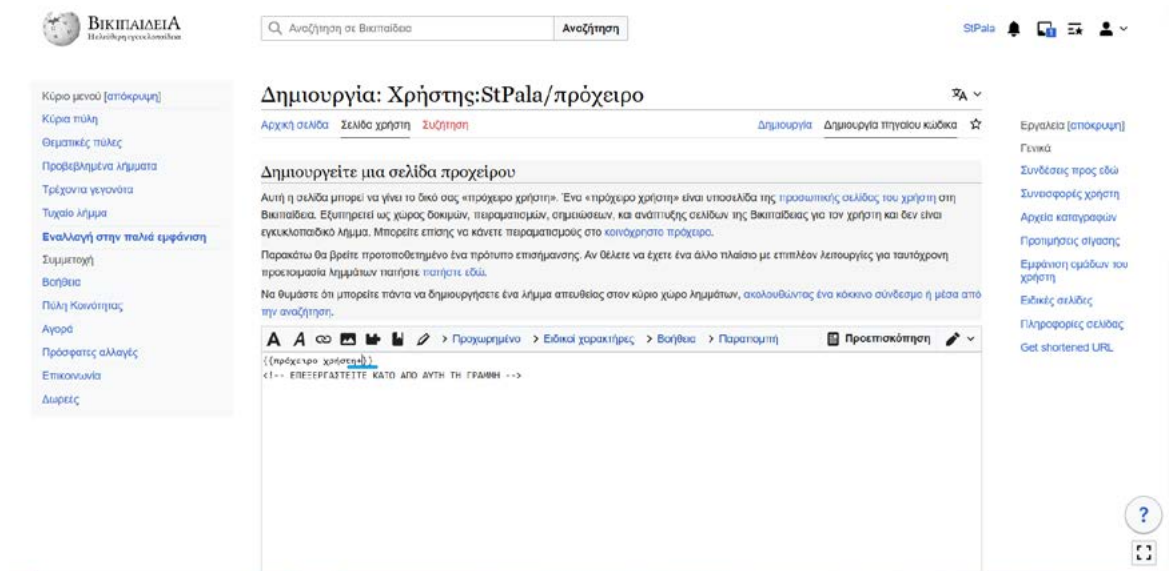 ΒΙΚΙΠΑΙΔΕΙΑ
Η ελεύθερη εγκυκλοπαίδεια
Αναζήτηση σε Βικιπαίδεια
Αναζήτηση
StPala
Κύριο μενού [απόκρυψη]
Κύρια πύλη
Θεματικές πύλες
Προβεβλημένα λήμματα
Τρέχοντα γεγονότα
Τυχαίο λήμμα
Εναλλαγή στην παλιά εμφάνιση
Συμμετοχή
Βοήθεια
Πύλη Κοινότητας
Αγορά
Πρόσφατες αλλαγές
Επικοινωνία
Δωρεές
Δημιουργία: Χρήστης:StPala/πρόχειρο
Αρχική σελίδα Σελίδα χρήστη Συζήτηση
Δημιουργία Δημιουργία πηγαίου κώδικα
Δημιουργείτε μια σελίδα προχείρου
Αυτή η σελίδα μπορεί να γίνει το δικό σας «πρόχειρο χρήστη». Ένα «πρόχειρο χρήστη» είναι υποσελίδα της προσωπικής σελίδας του χρήστη στη
Βικιπαίδεια. Εξυπηρετεί ως χώρος δοκιμών, πειραματισμών, σημειώσεων, και ανάπτυξης σελίδων της Βικιπαίδειας για τον χρήστη και δεν είναι
εγκυκλοπαιδικό λήμμα. Μπορείτε επίσης να κάνετε πειραματισμούς στο κοινόχρηστο πρόχειρο.
Παρακάτω θα βρείτε προτοποθετημένο ένα πρότυπο επισήμανσης. Αν θέλετε να έχετε ένα άλλο πλαίσιο με επιπλέον λειτουργίες για ταυτόχρονη
προετοιμασία λημμάτων πατήστε πατήστε εδώ.
Να θυμάστε ότι μπορείτε πάντα να δημιουργήσετε ένα λήμμα απευθείας στον κύριο χώρο λημμάτων, ακολουθώντας ένα κόκκινο σύνδεσμο ή μέσα από
την αναζήτηση.
Προχωρημένο Ειδικοί χαρακτήρες Βοήθεια Παραπομπή Προεπισκόπηση
{{πρόχειρο χρήστη+}}
<!-- ΕΠΕΞΕΡΓΑΣΤΕΙΤΕ ΚΑΤΩ ΑΠΟ ΑΥΤΗ ΤΗ ΓΡΑΜΜΗ -->
Εργαλεία [απόκρυψη]
Γενικά
Συνδέσεις προς εδώ
Συνεισφορές χρήστη
Αρχεία καταγραφών
Προτιμήσεις σίγασης
Εμφάνιση ομάδων του
χρήστη
Ειδικές σελίδες
Πληροφορίες σελίδας
Get shortened URL